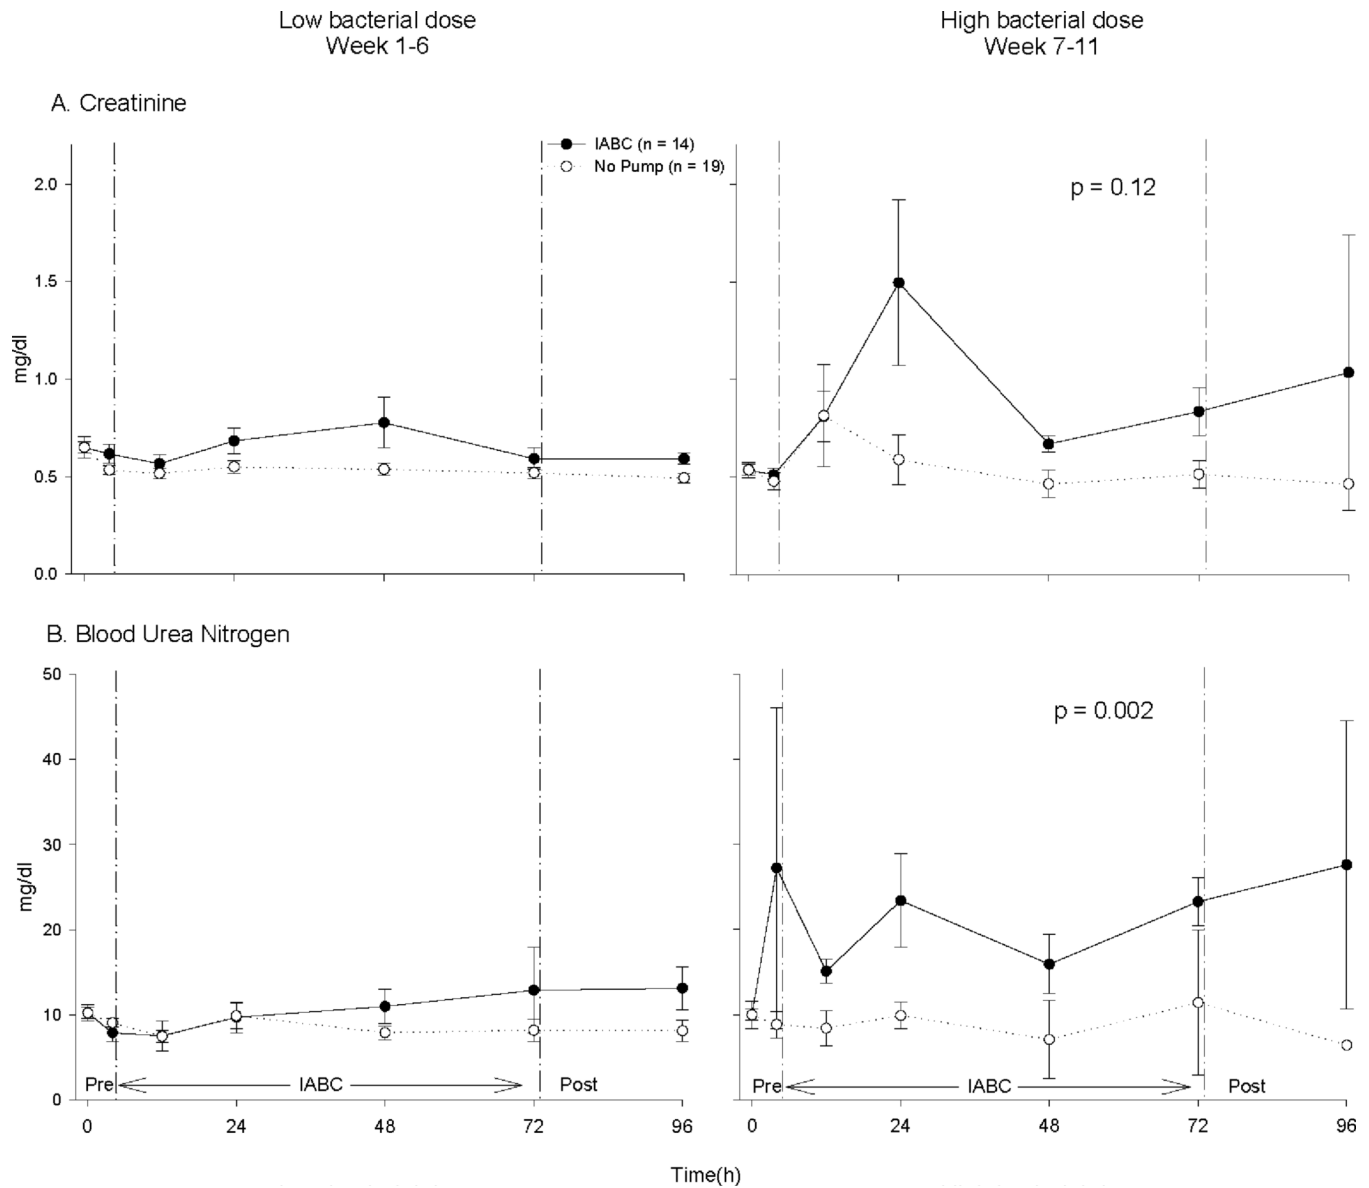 Low bacterial dose
Week 1-6
High bacterial dose
Week 7-11
A. Creatinine
IABC (n = 14)
No Pump (n = 19)
p = 0.12
2.0
1.5
1.0
0.5
0.0
mg/dl
B. Blood Urea Nitrogen
p = 0.002
50
40
30
20
10
0
mg/dl
Pre
IABC
Post
Pre
IABC
Post
0
24
48
72
96
0
24
48
72
96
Time(h)